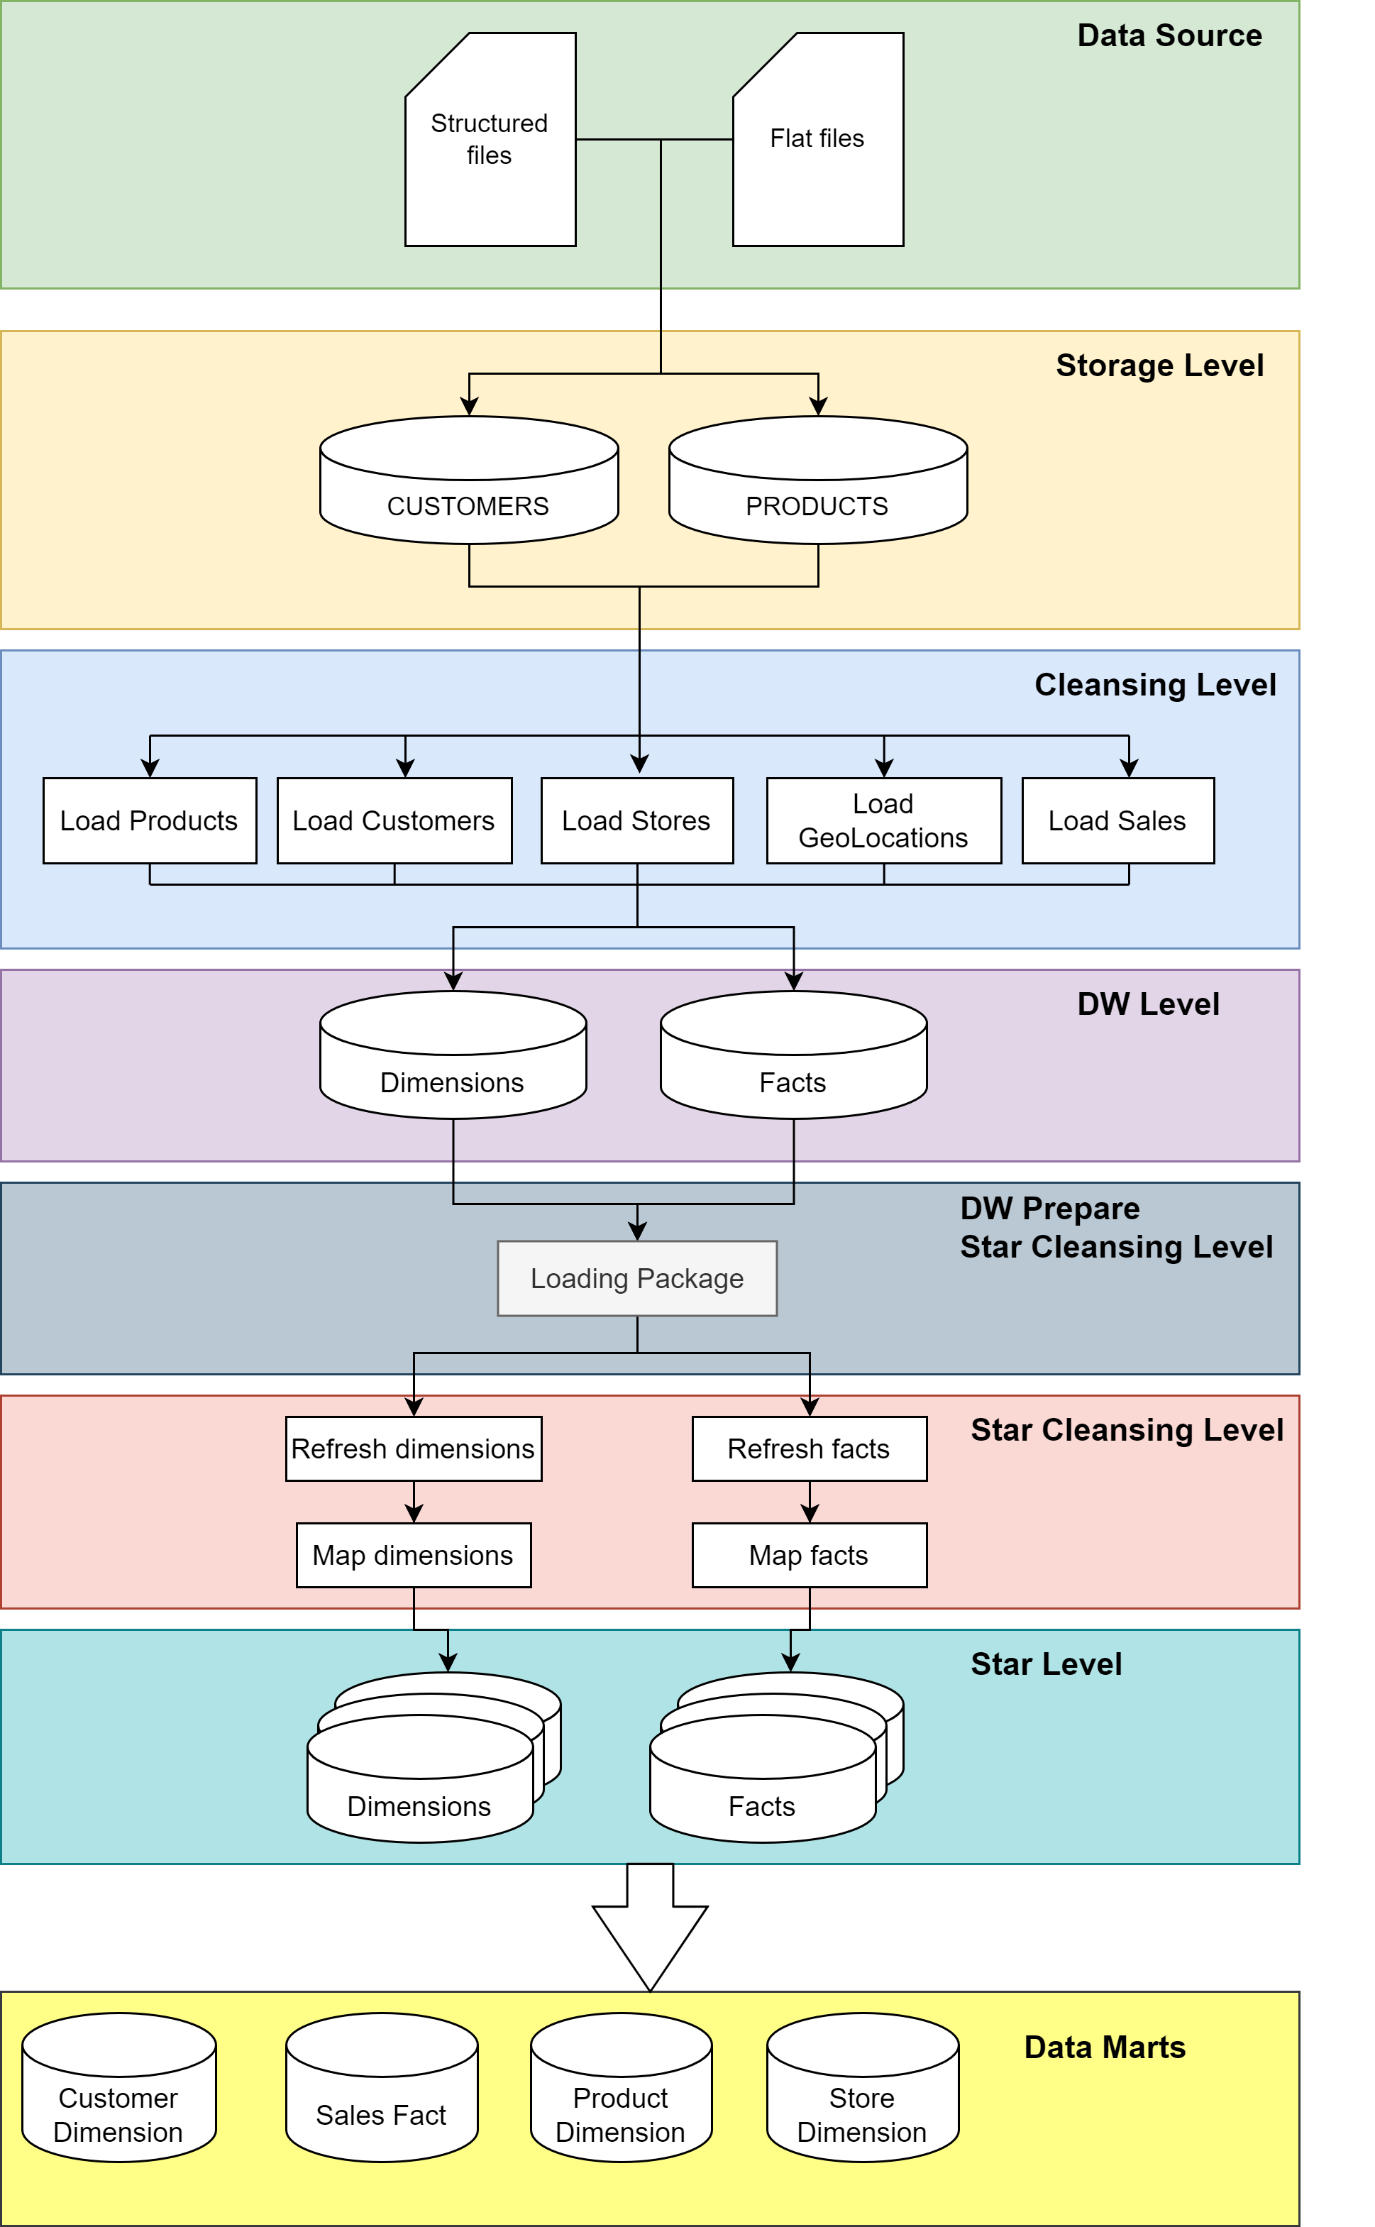 Data Source
Structured
files
Flat files
Storage Level
CUSTOMERS
PRODUCTS
Cleansing Level
Load Products
Load Customers
Load Stores
Load
GeoLocations
Load Sales
DW Level
Dimensions
Facts
DW Prepare
Star Cleansing Level
Loading Package
Star Cleansing Level
Refresh dimensions
Refresh facts
Map dimensions
Map facts
Star Level
Dimensions
Facts
Data Marts
Customer
Dimension
Sales Fact
Product
Dimension
Store
Dimension